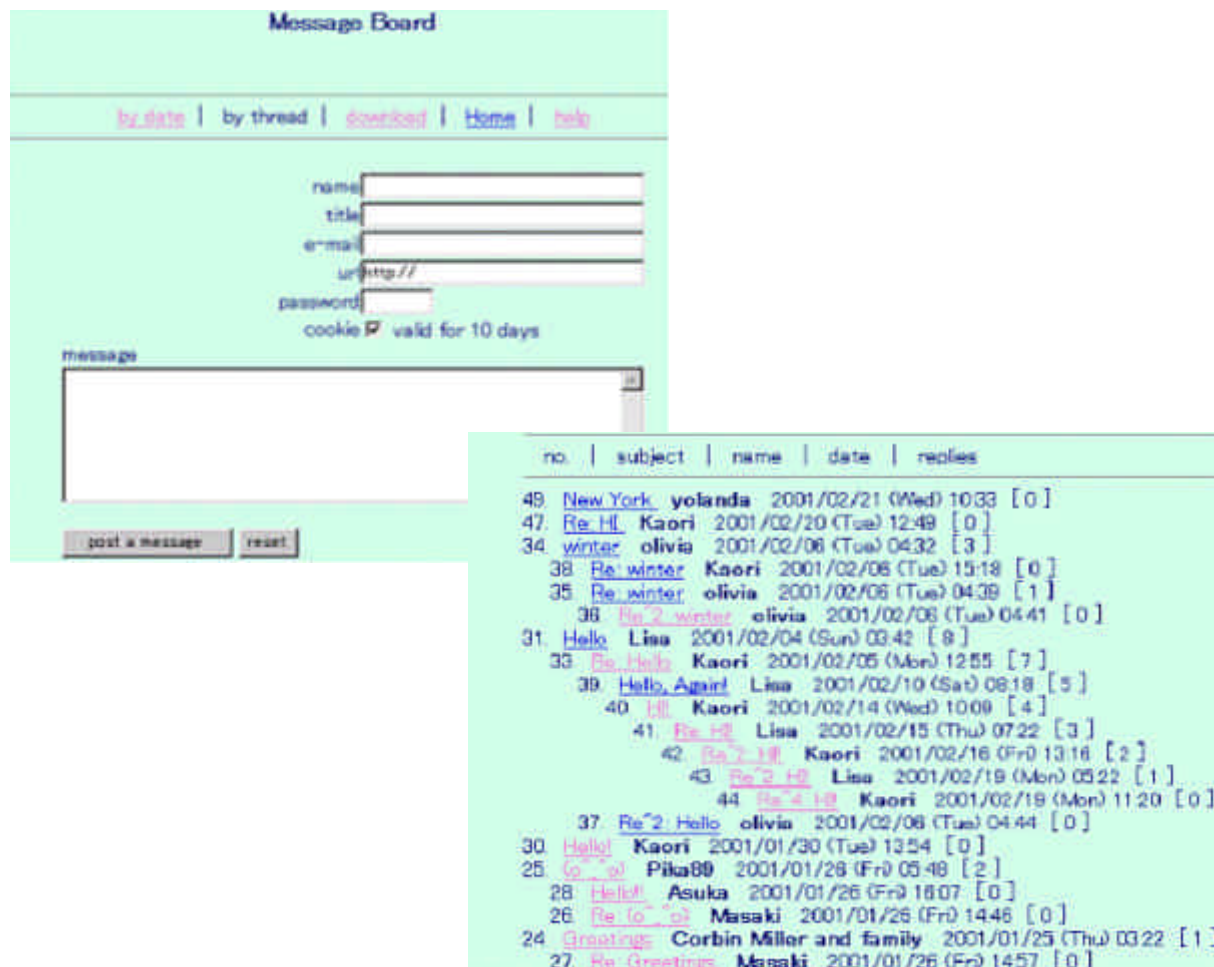 Message Board
by date | by thread | download | Home | help
name
title
e-mail
url http://
password
cookie valid for 10 days
message
post a message reset
no. | subject | name | date | replies
49. New York yolanda 2001/02/21 (Wed) 10:33 [ 0 ]
47. Re: HI Kaori 2001/02/20 (Tue) 12:49 [ 0 ]
34. winter olivia 2001/02/06 (Tue) 04:32 [ 3 ]
38. Re: winter Kaori 2001/02/06 (Tue) 15:18 [ 0 ]
35. Re: winter olivia 2001/02/06 (Tue) 04:39 [ 1 ]
36. Re^2: winter olivia 2001/02/06 (Tue) 04:41 [ 0 ]
31. Hello Lisa 2001/02/04 (Sun) 03:42 [ 8 ]
33. Re: Hello Kaori 2001/02/05 (Mon) 12:55 [ 7 ]
39. Hello, Again! Lisa 2001/02/10 (Sat) 08:18 [ 5 ]
40. Kaori 2001/02/14 (Wed) 10:09 [ 4 ]
41. Re: Lisa 2001/02/15 (Thu) 07:22 [ 3 ]
42. Re^2: Kaori 2001/02/16 (Fri) 13:16 [ 2 ]
43. Lisa 2001/02/19 (Mon) 05:22 [ 1 ]
44. Re^4: Kaori 2001/02/19 (Mon) 11:20 [ 0 ]
37. Re^2: Hello olivia 2001/02/06 (Tue) 04:44 [ 0 ]
30. Hello! Kaori 2001/01/30 (Tue) 13:54 [ 0 ]
25. (o^_^o) Pika89 2001/01/26 (Fri) 05:48 [ 2 ]
28. Hello!! Asuka 2001/01/26 (Fri) 16:07 [ 0 ]
26. Re: (o^_^o) Masaki 2001/01/26 (Fri) 14:46 [ 0 ]
24. Greetings Corbin Miller and family 2001/01/25 (Thu) 03:22 [ 1 ]
27. Re: Greetings Masaki 2001/01/26 (Fri) 14:57 [ 0 ]